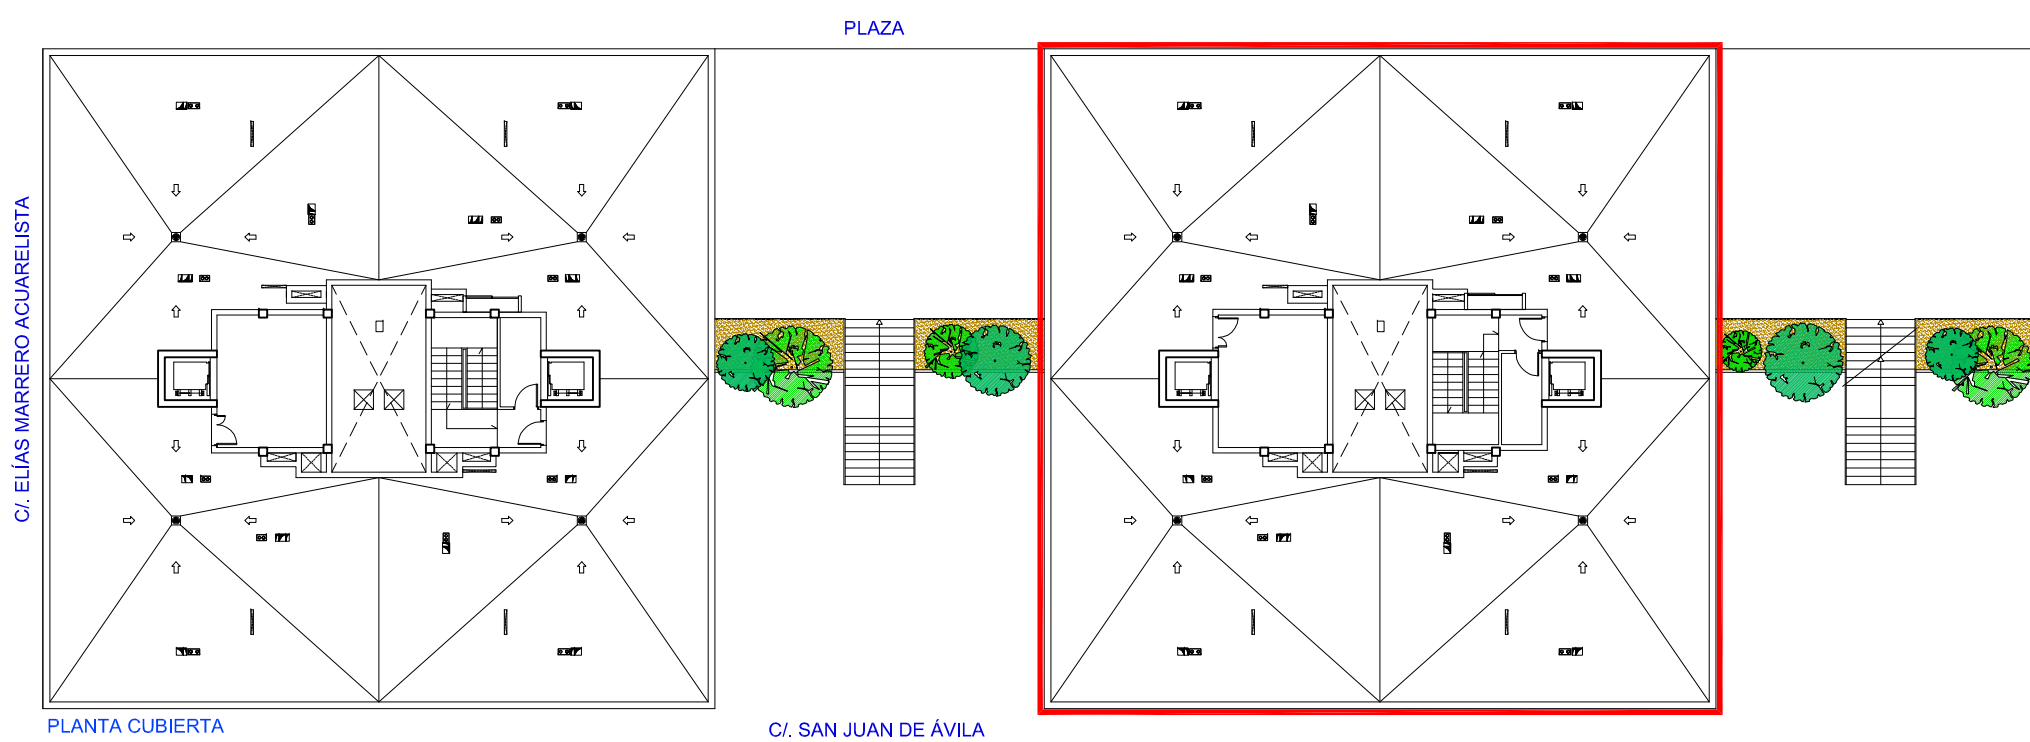 PLAZA
C/. ELÍAS MARRERO ACUARELISTA
PLANTA CUBIERTA
C/. SAN JUAN DE ÁVILA